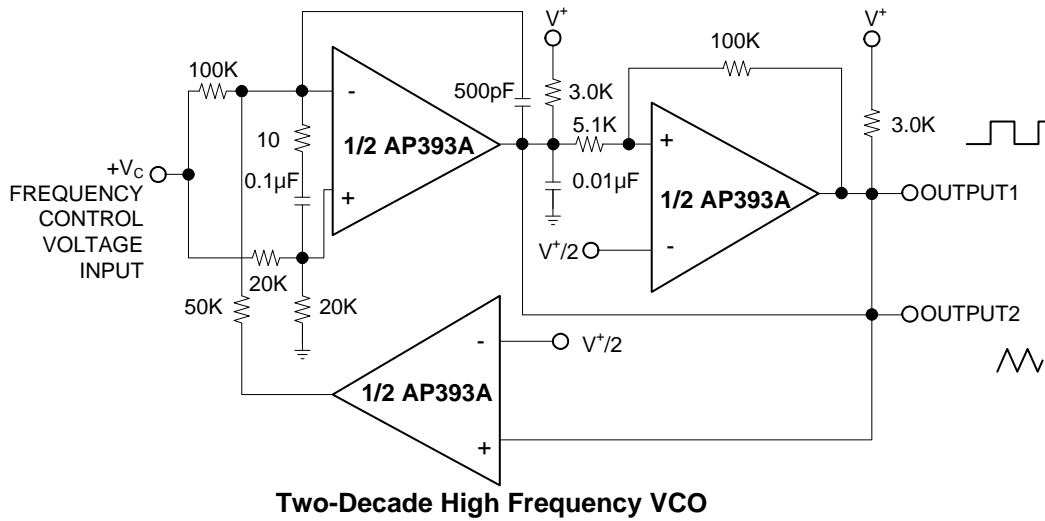 V+
V+
100K
100K
500pF
3.0K
3.0K
-
5.1K
10
1/2 AP393A
+
+VC
0.1µF
0.01µF
1/2 AP393A
OUTPUT1
FREQUENCY
CONTROL
VOLTAGE
INPUT
+
V+/2
-
20K
50K
20K
OUTPUT2
-
V+/2
1/2 AP393A
+
Two-Decade High Frequency VCO